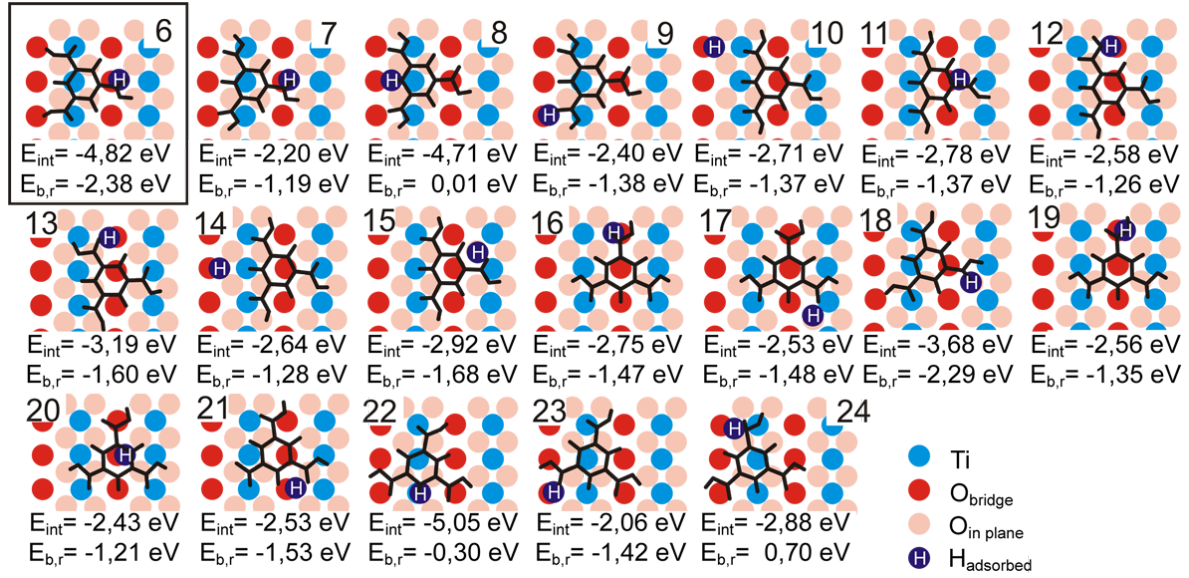 6 7 8 9 10 11 12
H H H H H H H
E_int= -4,82 eV E_int= -2,20 eV E_int= -4,71 eV E_int= -2,40 eV E_int= -2,71 eV E_int= -2,78 eV E_int= -2,58 eV
E_b,r= -2,38 eV E_b,r= -1,19 eV E_b,r= 0,01 eV E_b,r= -1,38 eV E_b,r= -1,37 eV E_b,r= -1,37 eV E_b,r= -1,26 eV
13 14 15 16 17 18 19
H H H H H H H
E_int= -3,19 eV E_int= -2,64 eV E_int= -2,92 eV E_int= -2,75 eV E_int= -2,53 eV E_int= -3,68 eV E_int= -2,56 eV
E_b,r= -1,60 eV E_b,r= -1,28 eV E_b,r= -1,68 eV E_b,r= -1,47 eV E_b,r= -1,48 eV E_b,r= -2,29 eV E_b,r= -1,35 eV
20 21 22 23 24
H H H H H
E_int= -2,43 eV E_int= -2,53 eV E_int= -5,05 eV E_int= -2,06 eV E_int= -2,88 eV
E_b,r= -1,21 eV E_b,r= -1,53 eV E_b,r= -0,30 eV E_b,r= -1,42 eV E_b,r= 0,70 eV
Ti
O_bridge
O_in plane
H H_adsorbed